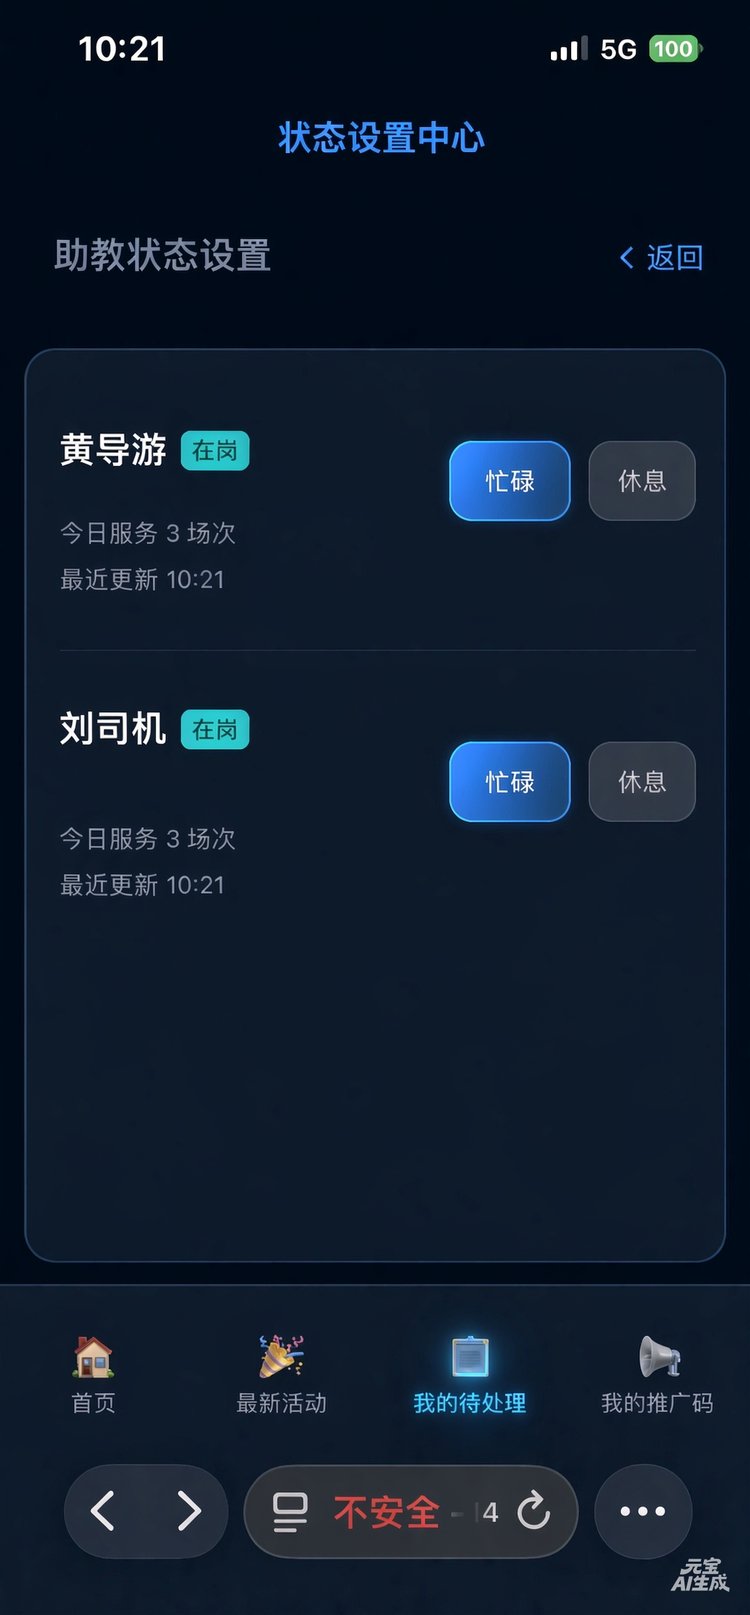 10:21
5G 100
状态设置中心
助教状态设置
返回
黄导游 在岗
忙碌 休息
今日服务 3 场次
最近更新 10:21
刘司机 在岗
忙碌 休息
今日服务 3 场次
最近更新 10:21
首页 最新活动 我的待处理 我的推广码
不安全 - 4
元宝
AI生成